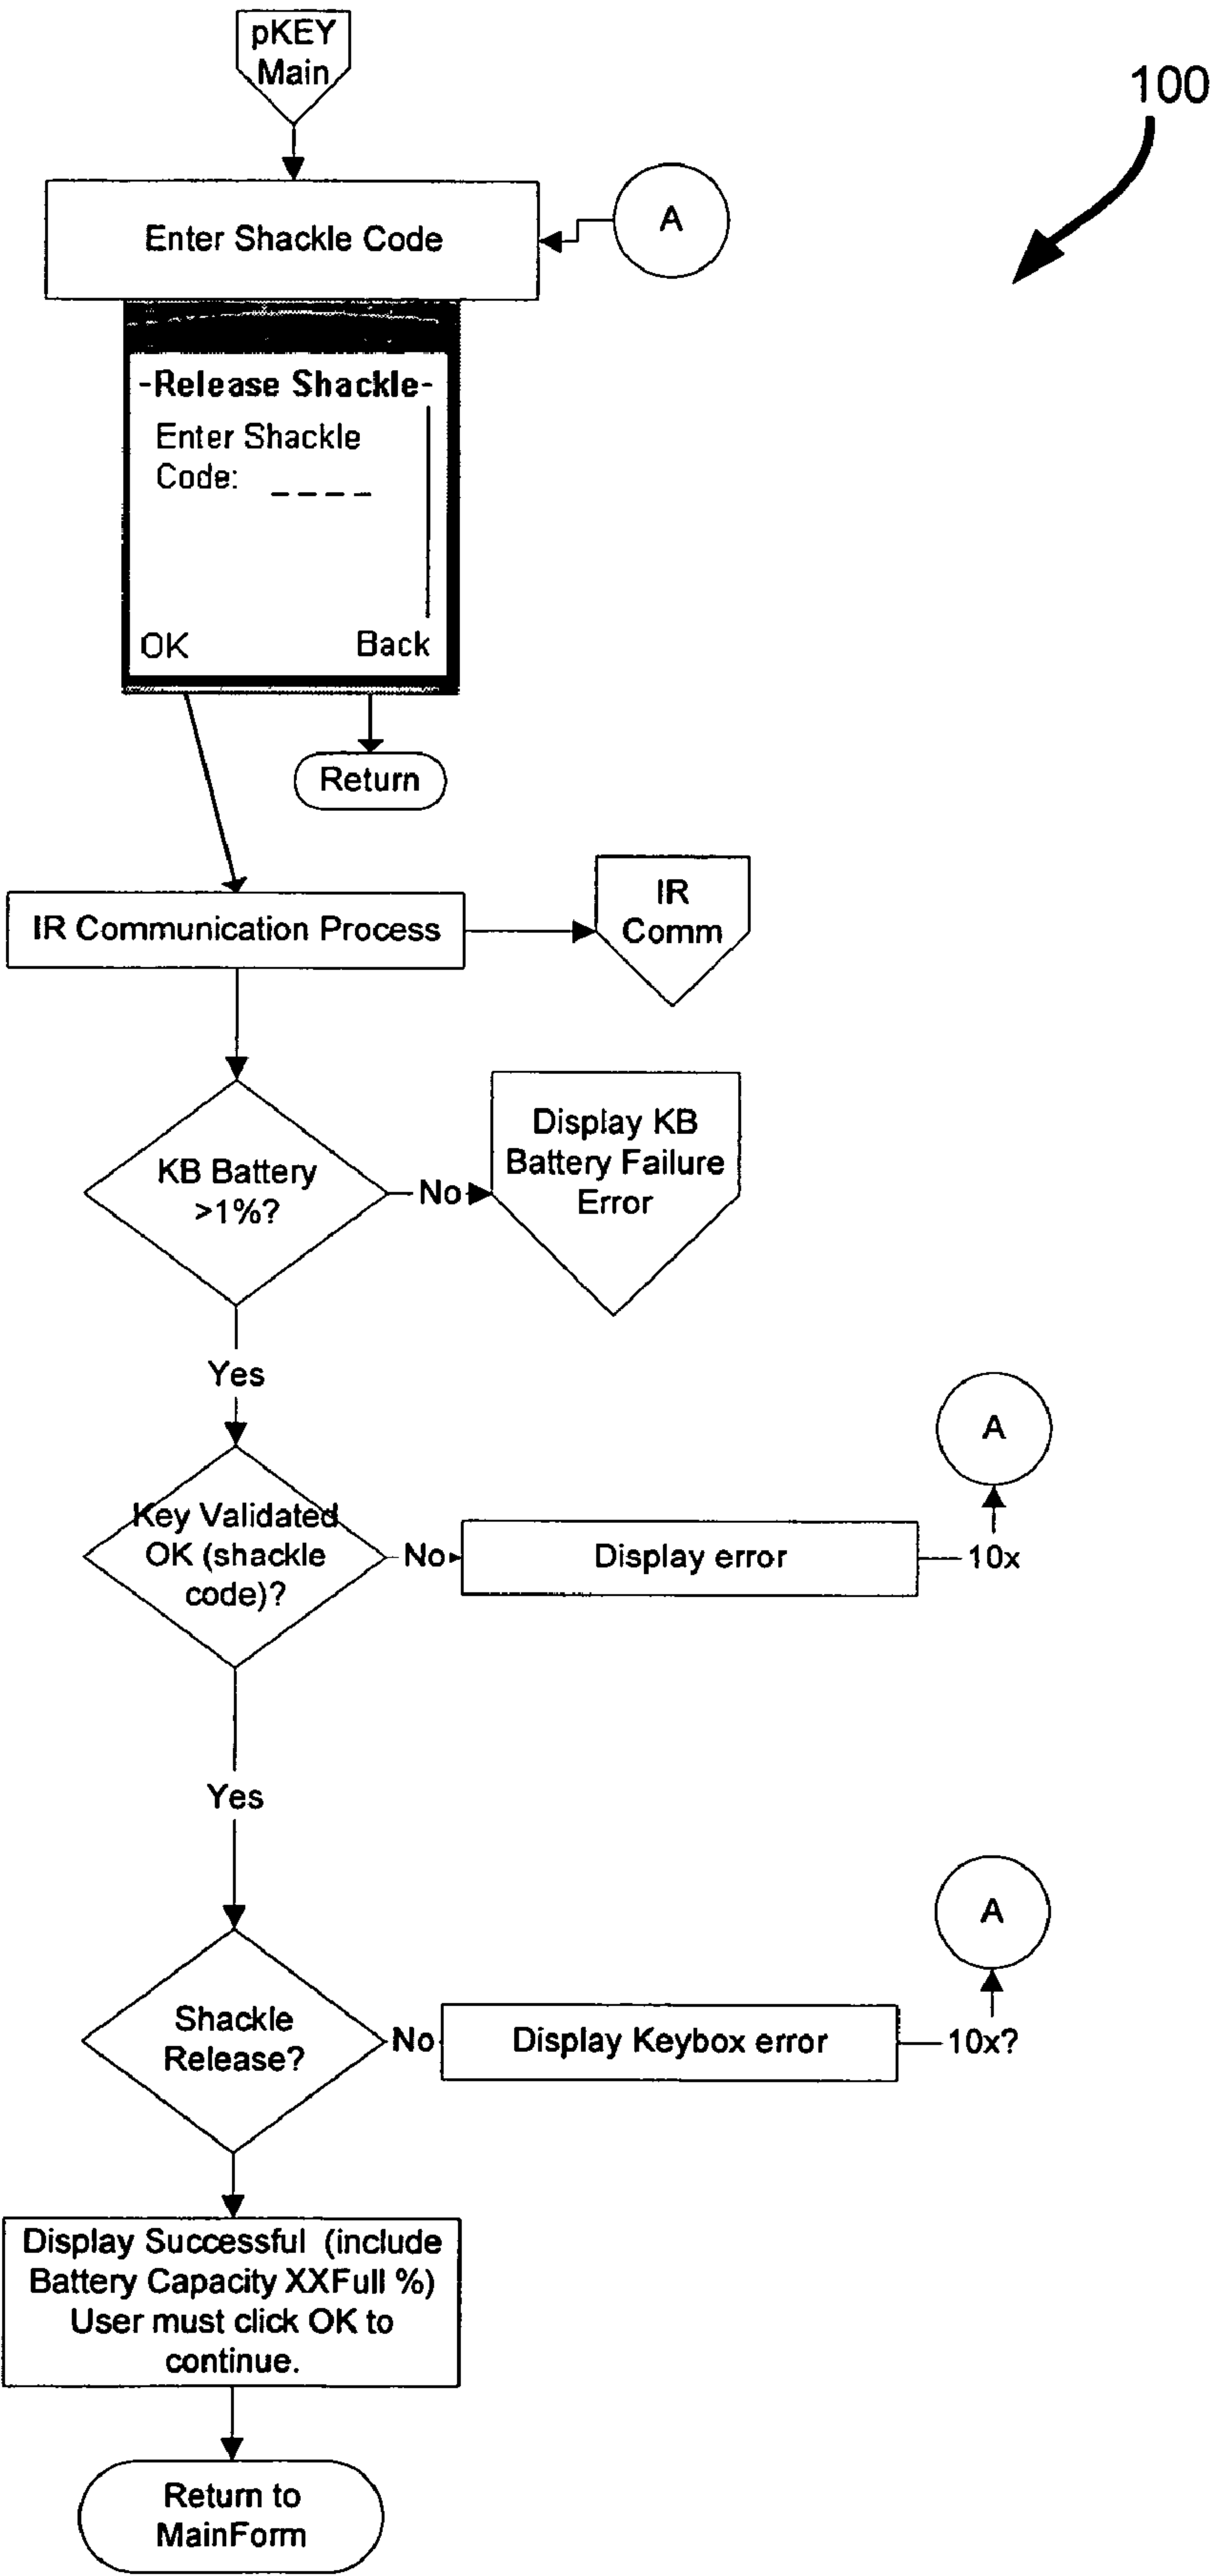 pKEY
Main
100
Enter Shackle Code
A
-Release Shackle-
Enter Shackle
Code: _ _ _ _
OK
Back
Return
IR Communication Process
IR
Comm
KB Battery
>1%?
No
Display KB
Battery Failure
Error
Yes
Key Validated
OK (shackle
code)?
No
Display error
10x
A
Yes
Shackle
Release?
No
Display Keybox error
10x?
A
Display Successful (include
Battery Capacity XXFull %)
User must click OK to
continue.
Return to
MainForm